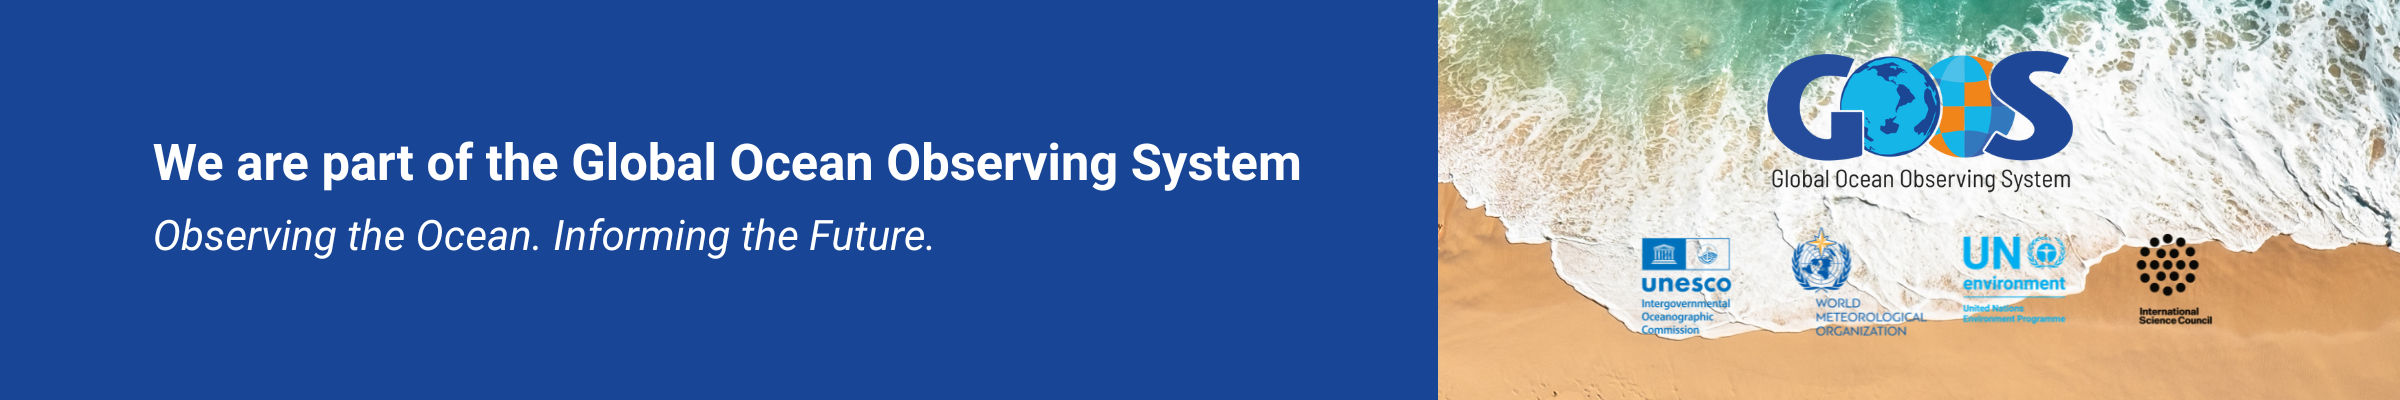 We are part of the Global Ocean Observing System
Observing the Ocean. Informing the Future.
GOOS
Global Ocean Observing System
unesco
Intergovernmental
Oceanographic
Commission
WORLD
METEOROLOGICAL
ORGANIZATION
UN
environment
United Nations
Environment Programme
International
Science Council